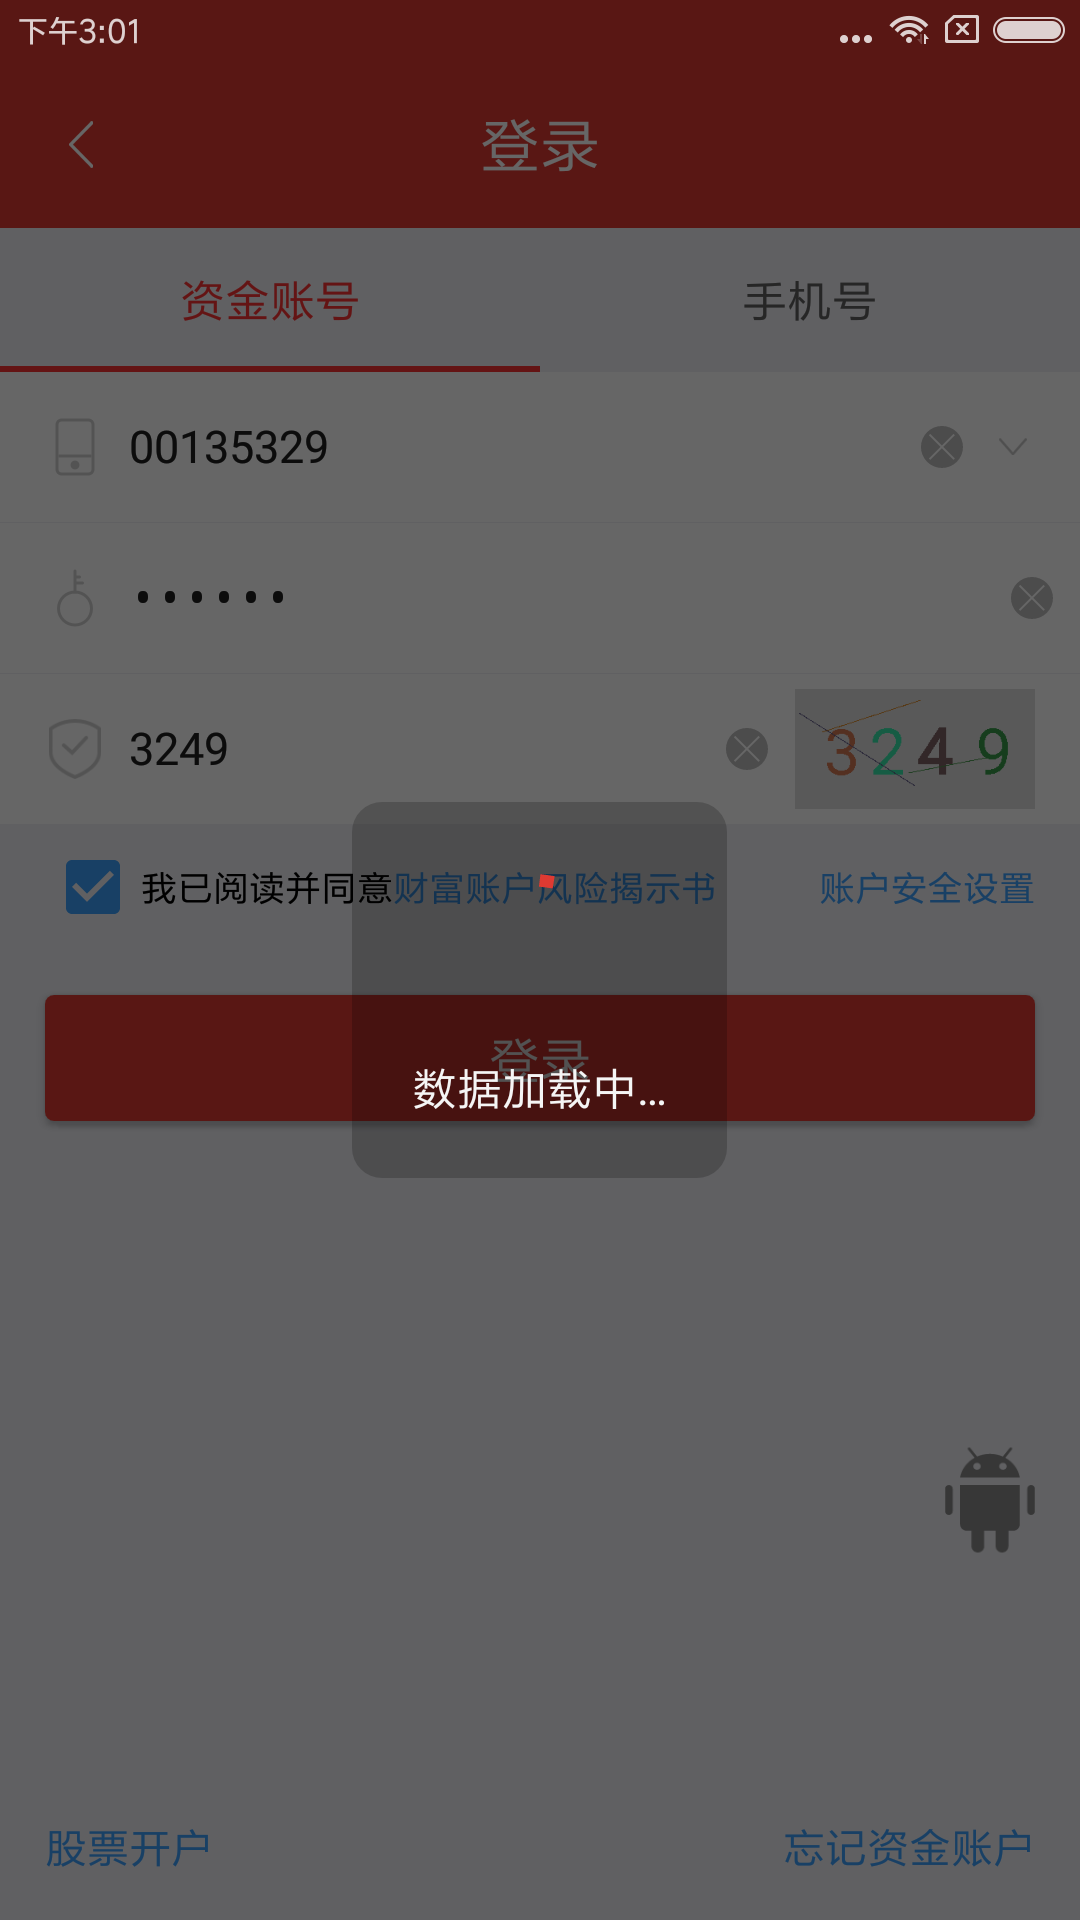 下午3:01
登录
资金账号 手机号
00135329
••••••
3249 3249
我已阅读并同意财富账户风险揭示书 账户安全设置
登录
数据加载中...
股票开户 忘记资金账户